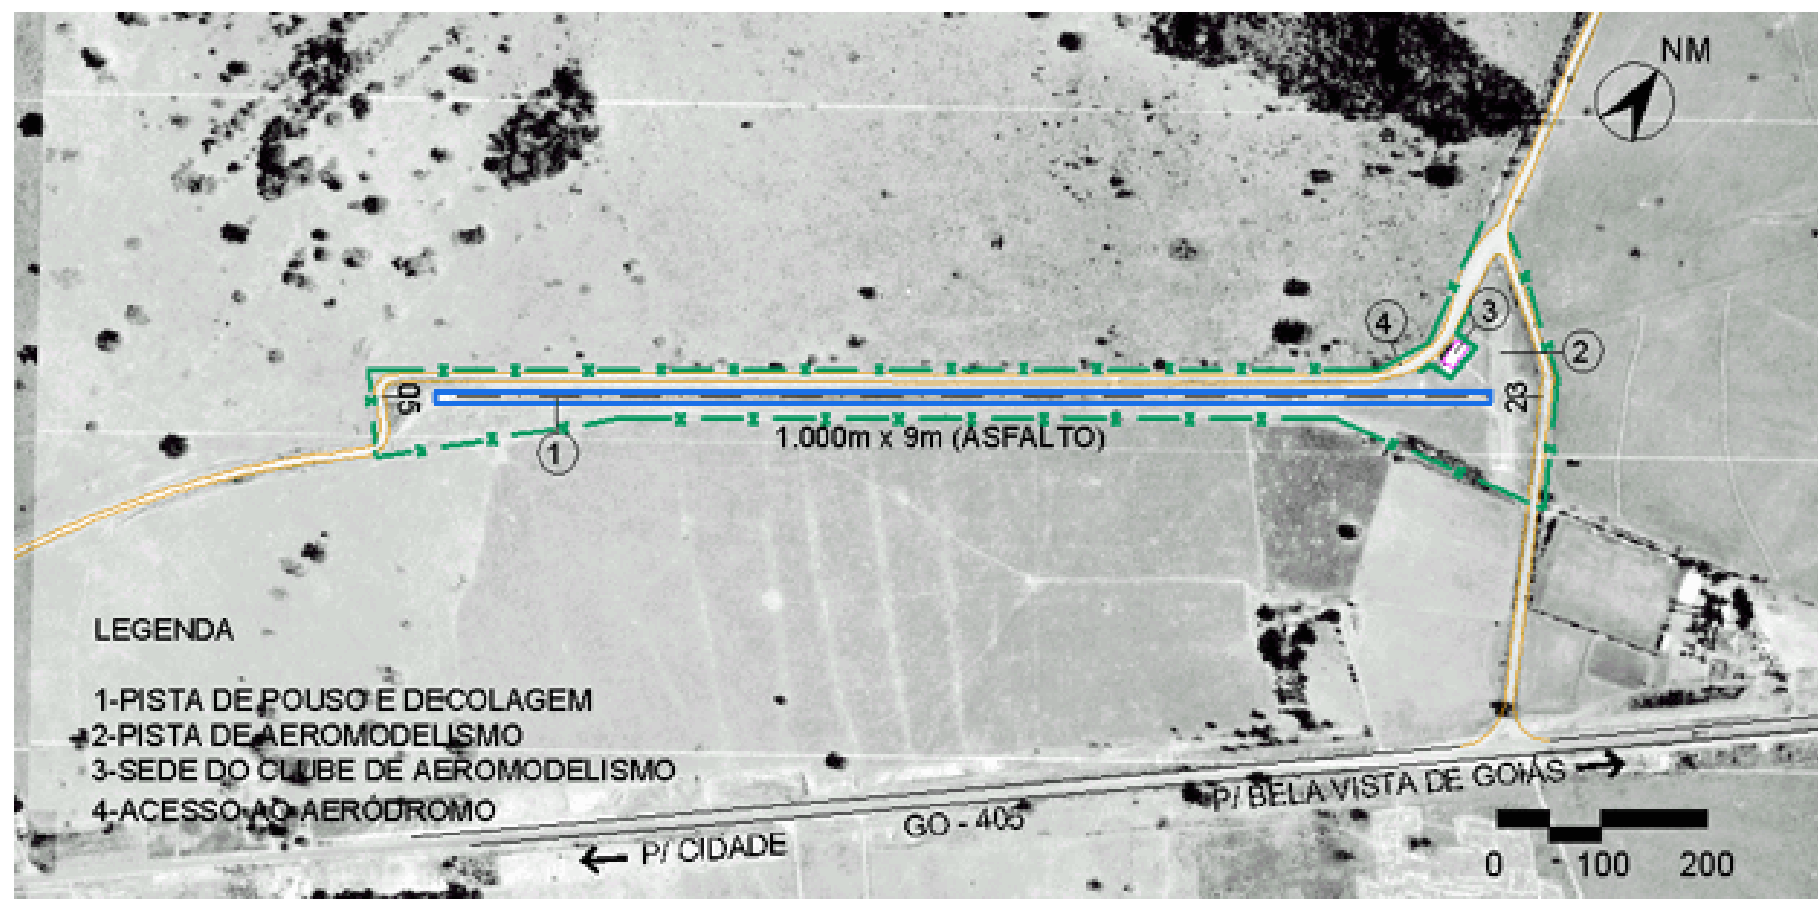 NM
3
4
2
05
23
1.000m x 9m (ASFALTO)
1
LEGENDA
1-PISTA DE POUSO E DECOLAGEM
2-PISTA DE AEROMODELISMO
3-SEDE DO CLUBE DE AEROMODELISMO
4-ACESSO AO AERÓDROMO
P/ BELA VISTA DE GOIÁS
GO - 405
P/ CIDADE
0 100 200